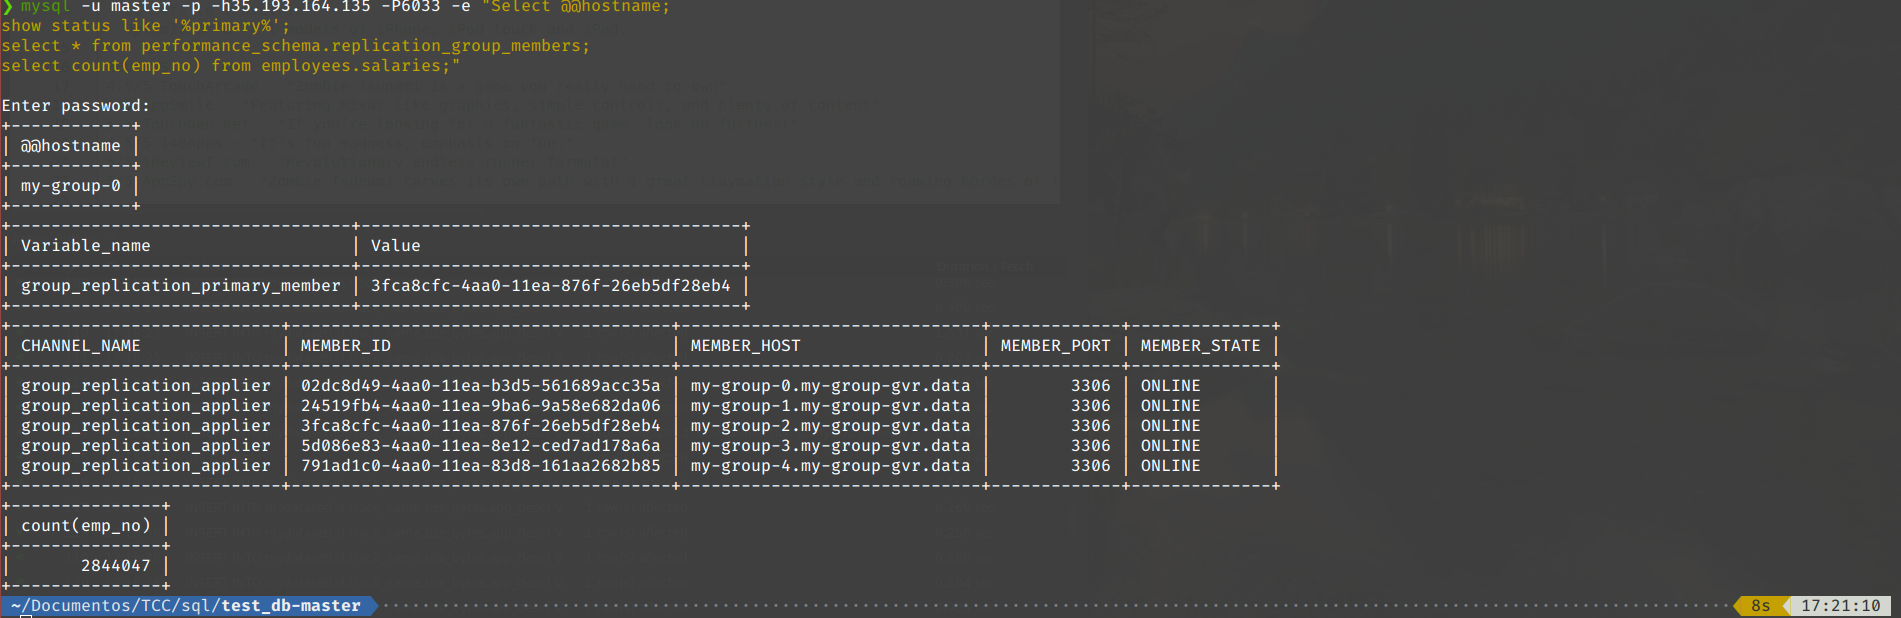 ❯ mysql -u master -p -h35.193.164.135 -P6033 -e "Select @@hostname;
show status like '%primary%';
select * from performance_schema.replication_group_members;
select count(emp_no) from employees.salaries;"
Enter password:
+------------+
| @@hostname |
+------------+
| my-group-0 |
+------------+
+----------------------------------+--------------------------------------+
| Variable_name                    | Value                                |
+----------------------------------+--------------------------------------+
| group_replication_primary_member | 3fca8cfc-4aa0-11ea-876f-26eb5df28eb4 |
+----------------------------------+--------------------------------------+
+---------------------------+--------------------------------------+------------------------------+-------------+--------------+
| CHANNEL_NAME              | MEMBER_ID                            | MEMBER_HOST                  | MEMBER_PORT | MEMBER_STATE |
+---------------------------+--------------------------------------+------------------------------+-------------+--------------+
| group_replication_applier | 02dc8d49-4aa0-11ea-b3d5-561689acc35a | my-group-0.my-group-gvr.data |        3306 | ONLINE       |
| group_replication_applier | 24519fb4-4aa0-11ea-9ba6-9a58e682da06 | my-group-1.my-group-gvr.data |        3306 | ONLINE       |
| group_replication_applier | 3fca8cfc-4aa0-11ea-876f-26eb5df28eb4 | my-group-2.my-group-gvr.data |        3306 | ONLINE       |
| group_replication_applier | 5d086e83-4aa0-11ea-8e12-ced7ad178a6a | my-group-3.my-group-gvr.data |        3306 | ONLINE       |
| group_replication_applier | 791ad1c0-4aa0-11ea-83d8-161aa2682b85 | my-group-4.my-group-gvr.data |        3306 | ONLINE       |
+---------------------------+--------------------------------------+------------------------------+-------------+--------------+
+---------------+
| count(emp_no) |
+---------------+
|       2844047 |
+---------------+
~/Documentos/TCC/sql/test_db-master 8s 17:21:10